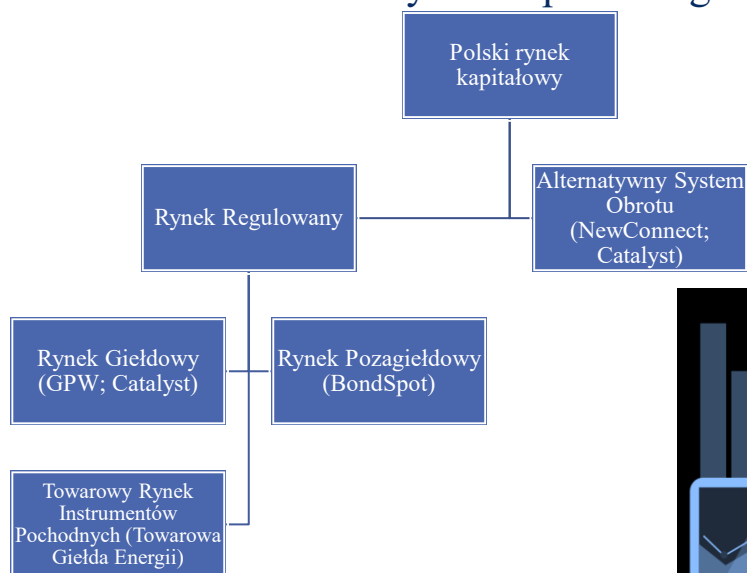 Polski rynek
kapitałowy
Rynek Regulowany
Alternatywny System
Obrotu
(NewConnect;
Catalyst)
Rynek Giełdowy
(GPW; Catalyst)
Rynek Pozagiełdowy
(BondSpot)
Towarowy Rynek
Instrumentów
Pochodnych (Towarowa
Giełda Energii)